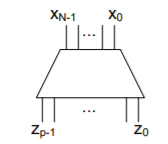 x_{N-1} ... x_0
...
z_{p-1} z_0